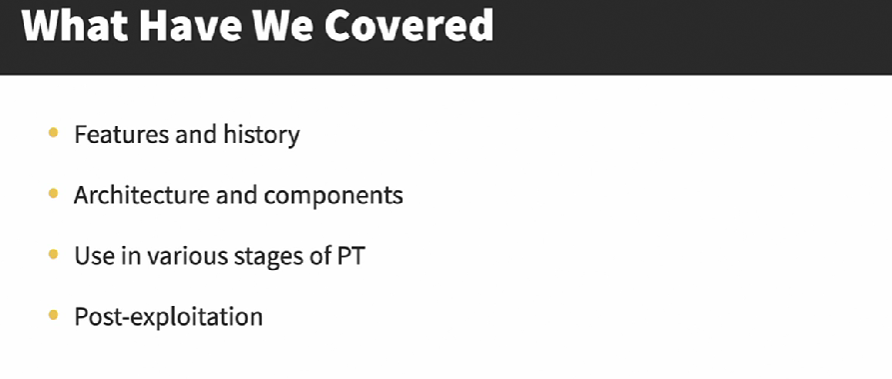 What Have We Covered
• Features and history
• Architecture and components
• Use in various stages of PT
• Post-exploitation